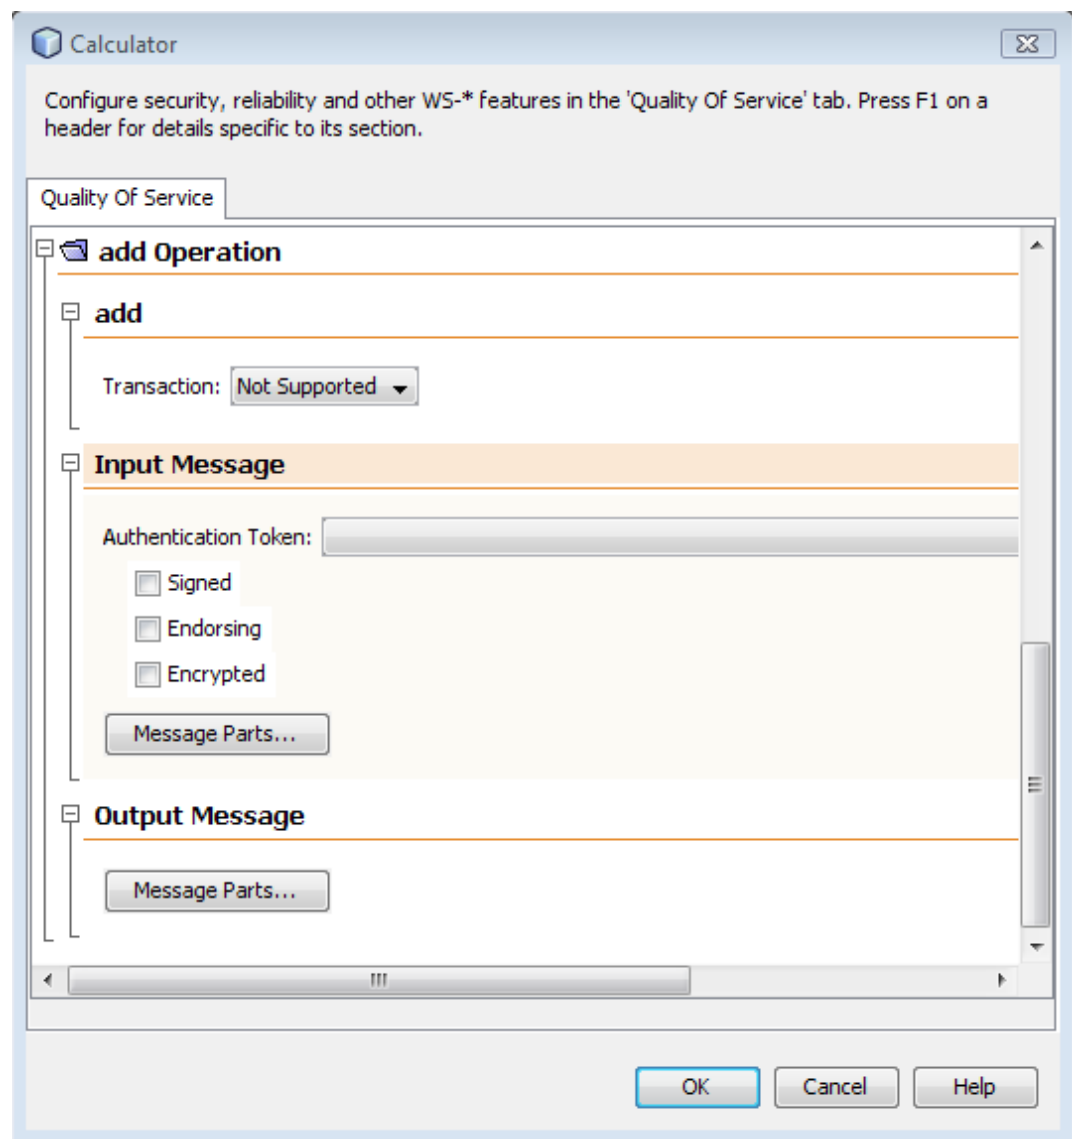 Calculator
Configure security, reliability and other WS-* features in the 'Quality Of Service' tab. Press F1 on a
header for details specific to its section.
Quality Of Service
add Operation
add
Transaction: Not Supported
Input Message
Authentication Token:
Signed
Endorsing
Encrypted
Message Parts...
Output Message
Message Parts...
OK Cancel Help